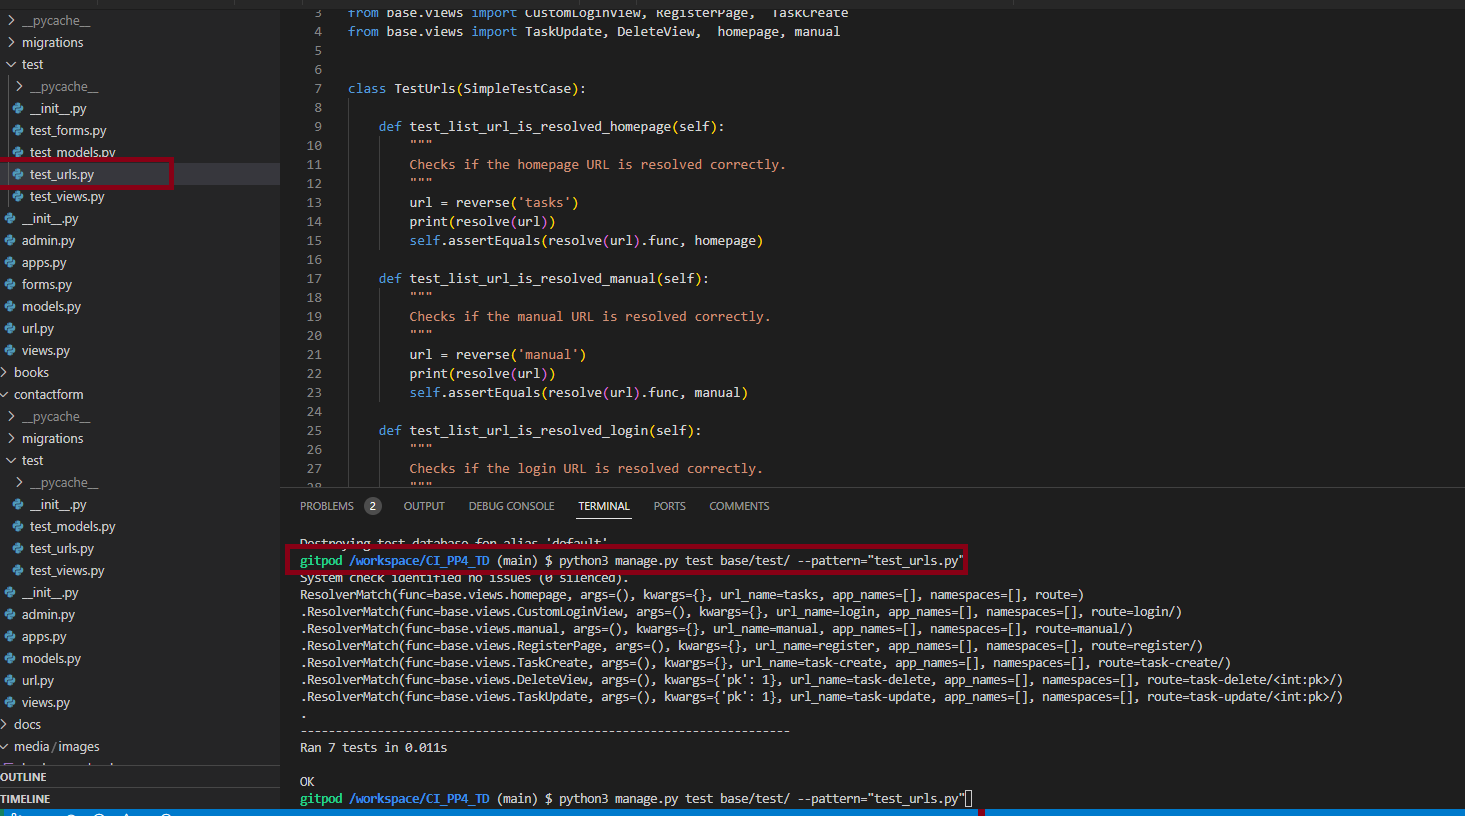 __pycache__
migrations
test
__pycache__
__init__.py
test_forms.py
test_models.py
test_urls.py
test_views.py
__init__.py
admin.py
apps.py
forms.py
models.py
url.py
views.py
books
contactform
__pycache__
migrations
test
__pycache__
__init__.py
test_models.py
test_urls.py
test_views.py
__init__.py
admin.py
apps.py
models.py
url.py
views.py
docs
media/images
OUTLINE
TIMELINE
3 from base.views import CustomLoginView, RegisterPage,  TaskCreate
4 from base.views import TaskUpdate, DeleteView,  homepage, manual
5
6
7 class TestUrls(SimpleTestCase):
8
9     def test_list_url_is_resolved_homepage(self):
10         """
11         Checks if the homepage URL is resolved correctly.
12         """
13         url = reverse('tasks')
14         print(resolve(url))
15         self.assertEquals(resolve(url).func, homepage)
16
17     def test_list_url_is_resolved_manual(self):
18         """
19         Checks if the manual URL is resolved correctly.
20         """
21         url = reverse('manual')
22         print(resolve(url))
23         self.assertEquals(resolve(url).func, manual)
24
25     def test_list_url_is_resolved_login(self):
26         """
27         Checks if the login URL is resolved correctly.
28         """
PROBLEMS 2 OUTPUT DEBUG CONSOLE TERMINAL PORTS COMMENTS
Destroying test database for alias 'default'
gitpod /workspace/CI_PP4_TD (main) $ python3 manage.py test base/test/ --pattern="test_urls.py"
System check identified no issues (0 silenced).
ResolverMatch(func=base.views.homepage, args=(), kwargs={}, url_name=tasks, app_names=[], namespaces=[], route=)
.ResolverMatch(func=base.views.CustomLoginView, args=(), kwargs={}, url_name=login, app_names=[], namespaces=[], route=login/)
.ResolverMatch(func=base.views.manual, args=(), kwargs={}, url_name=manual, app_names=[], namespaces=[], route=manual/)
.ResolverMatch(func=base.views.RegisterPage, args=(), kwargs={}, url_name=register, app_names=[], namespaces=[], route=register/)
.ResolverMatch(func=base.views.TaskCreate, args=(), kwargs={}, url_name=task-create, app_names=[], namespaces=[], route=task-create/)
.ResolverMatch(func=base.views.DeleteView, args=(), kwargs={'pk': 1}, url_name=task-delete, app_names=[], namespaces=[], route=task-delete/<int:pk>/)
.ResolverMatch(func=base.views.TaskUpdate, args=(), kwargs={'pk': 1}, url_name=task-update, app_names=[], namespaces=[], route=task-update/<int:pk>/)
.
----------------------------------------------------------------------
Ran 7 tests in 0.011s
OK
gitpod /workspace/CI_PP4_TD (main) $ python3 manage.py test base/test/ --pattern="test_urls.py"